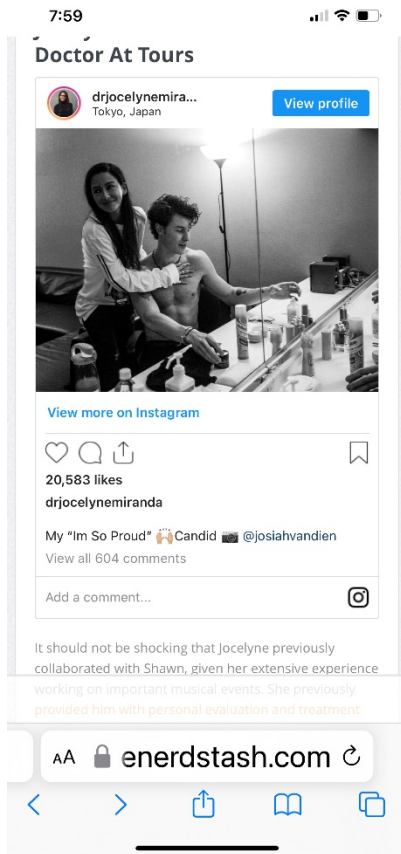 7:59
Doctor At Tours
drjocelynemira...
Tokyo, Japan
View profile
View more on Instagram
20,583 likes
drjocelynemiranda
My "Im So Proud" 🙌🏼Candid 📷 @josiahvandien
View all 604 comments
Add a comment...
It should not be shocking that Jocelyne previously
collaborated with Shawn, given her extensive experience
working on important musical events. She previously
provided him with personal evaluation and treatment
AA enerdstash.com